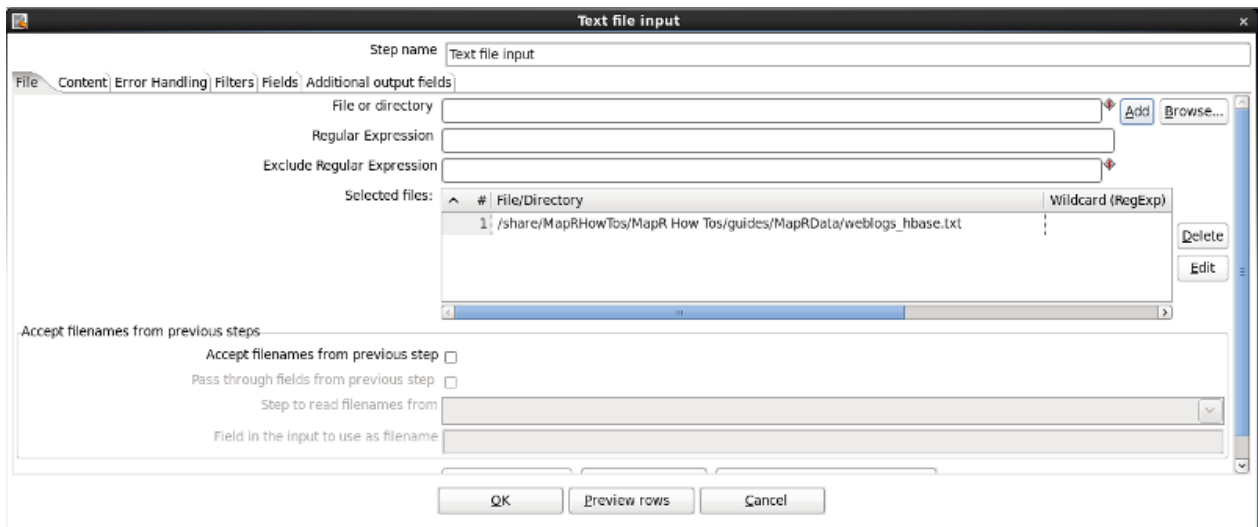 Text file input
Step name Text file input
File Content Error Handling Filters Fields Additional output fields
File or directory Add Browse...
Regular Expression
Exclude Regular Expression
Selected files: # File/Directory Wildcard (RegExp)
1 /share/MapRHowTos/MapR How Tos/guides/MapRData/weblogs_hbase.txt
Delete
Edit
Accept filenames from previous steps
Accept filenames from previous step
Pass through fields from previous step
Step to read filenames from
Field in the input to use as filename
OK Preview rows Cancel